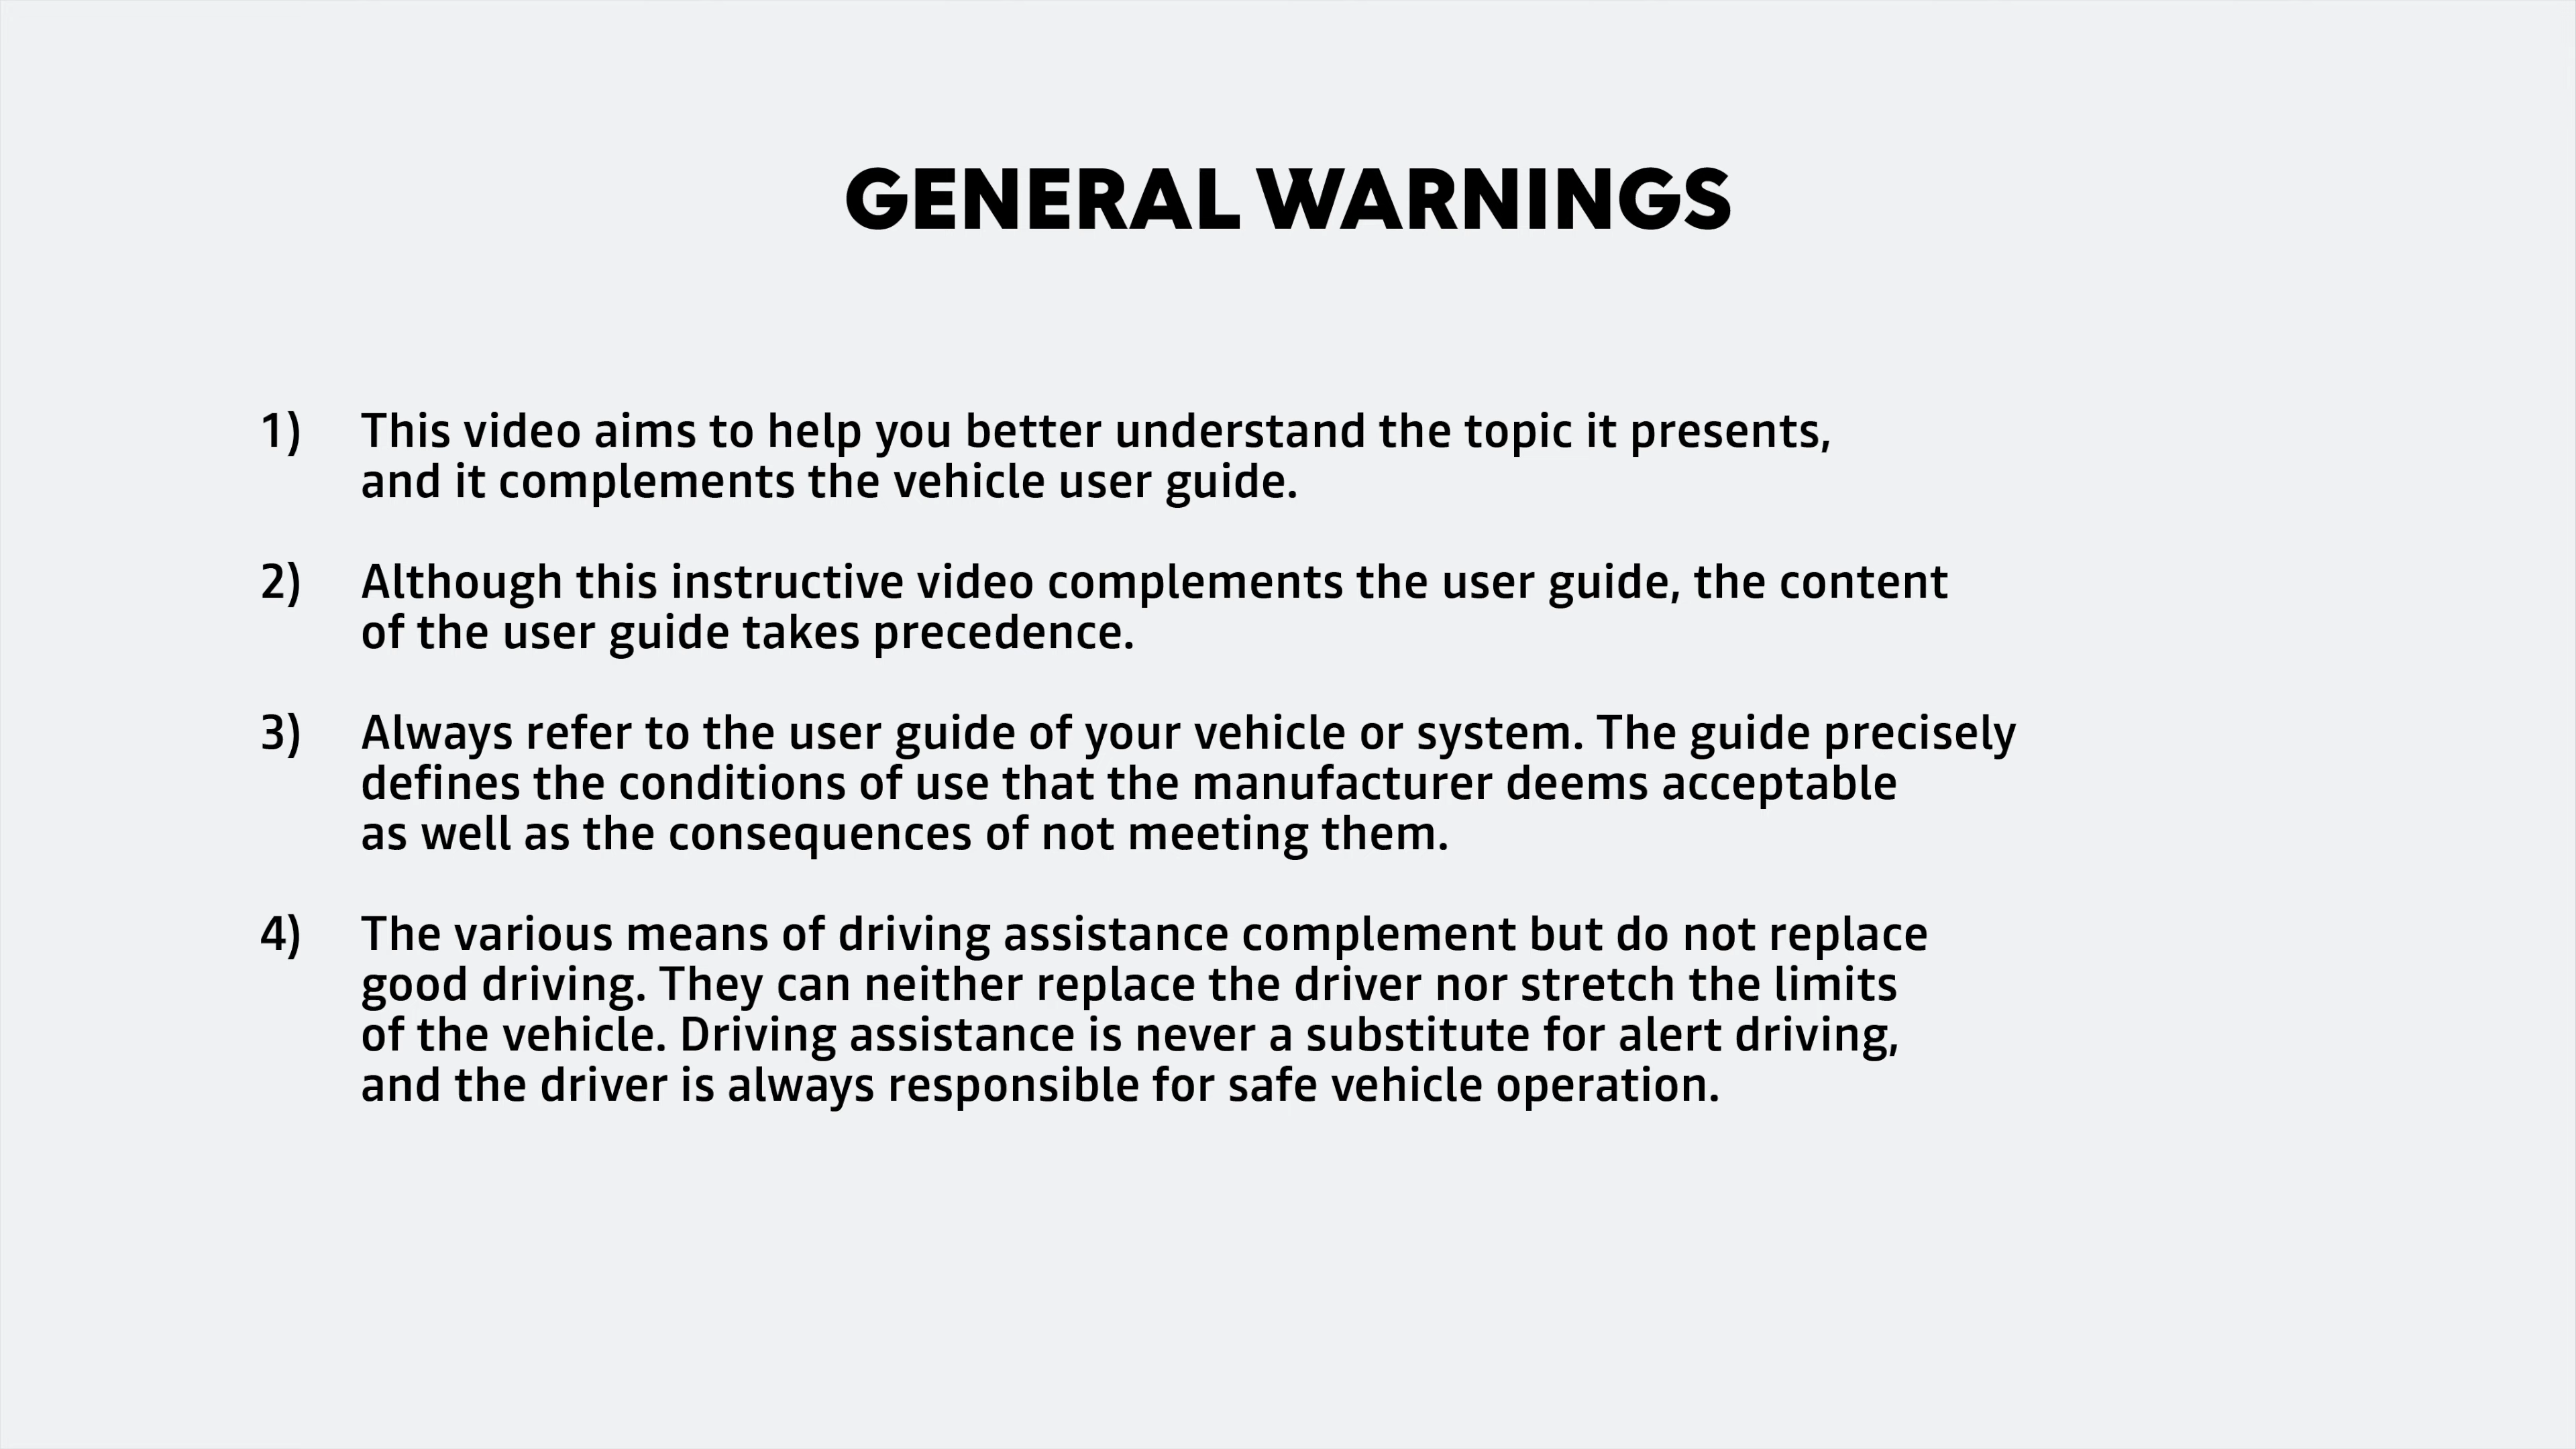 GENERAL WARNINGS
1) This video aims to help you better understand the topic it presents,
and it complements the vehicle user guide.
2) Although this instructive video complements the user guide, the content
of the user guide takes precedence.
3) Always refer to the user guide of your vehicle or system. The guide precisely
defines the conditions of use that the manufacturer deems acceptable
as well as the consequences of not meeting them.
4) The various means of driving assistance complement but do not replace
good driving. They can neither replace the driver nor stretch the limits
of the vehicle. Driving assistance is never a substitute for alert driving,
and the driver is always responsible for safe vehicle operation.